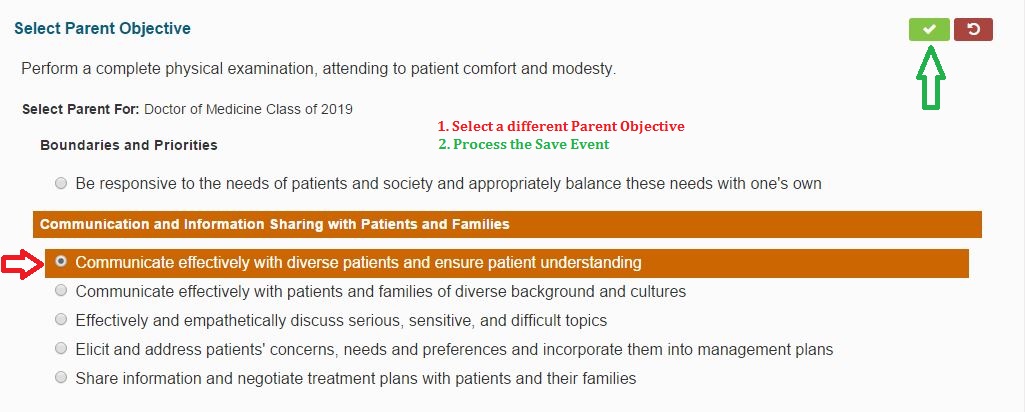 Select Parent Objective
Perform a complete physical examination, attending to patient comfort and modesty.
Select Parent For: Doctor of Medicine Class of 2019
1. Select a different Parent Objective
2. Process the Save Event
Boundaries and Priorities
Be responsive to the needs of patients and society and appropriately balance these needs with one's own
Communication and Information Sharing with Patients and Families
Communicate effectively with diverse patients and ensure patient understanding
Communicate effectively with patients and families of diverse background and cultures
Effectively and empathetically discuss serious, sensitive, and difficult topics
Elicit and address patients' concerns, needs and preferences and incorporate them into management plans
Share information and negotiate treatment plans with patients and their families